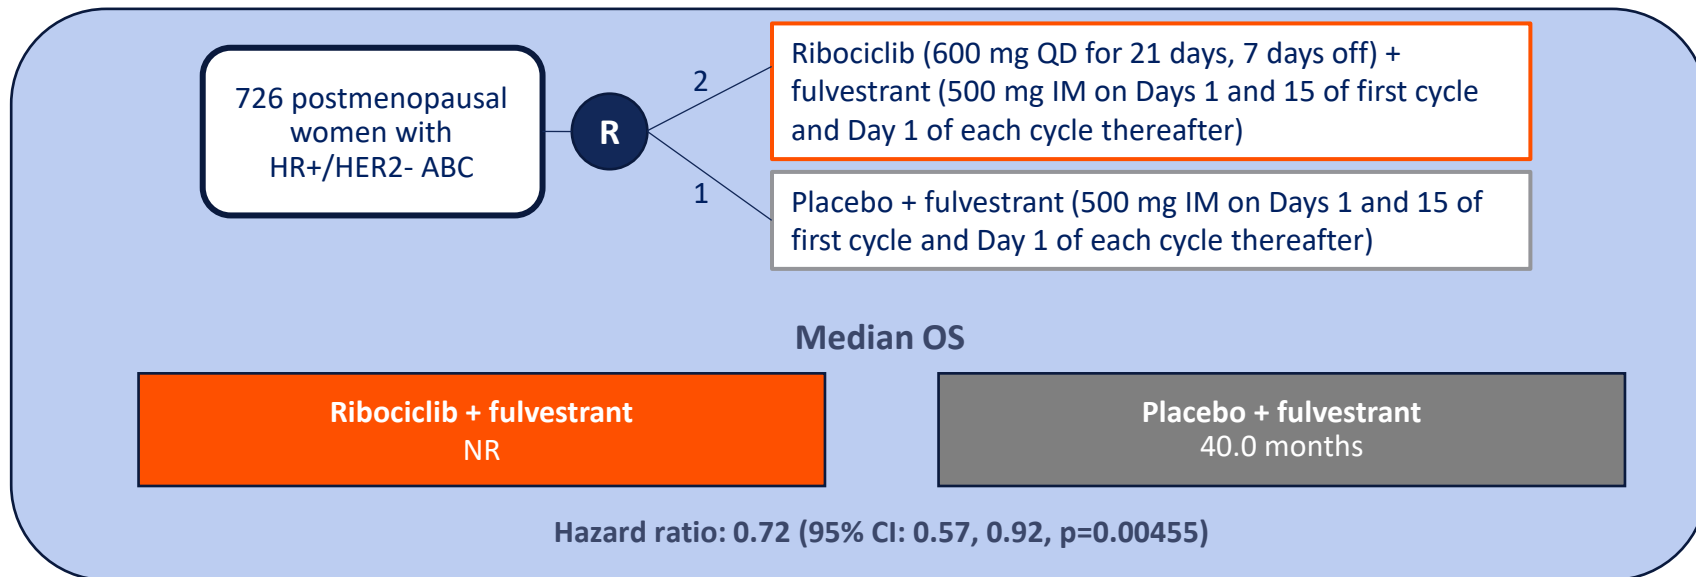 726 postmenopausal
women with
HR+/HER2- ABC
R
2
1
Ribociclib (600 mg QD for 21 days, 7 days off) +
fulvestrant (500 mg IM on Days 1 and 15 of first cycle
and Day 1 of each cycle thereafter)
Placebo + fulvestrant (500 mg IM on Days 1 and 15 of
first cycle and Day 1 of each cycle thereafter)
Median OS
Ribociclib + fulvestrant
NR
Placebo + fulvestrant
40.0 months
Hazard ratio: 0.72 (95% CI: 0.57, 0.92, p=0.00455)